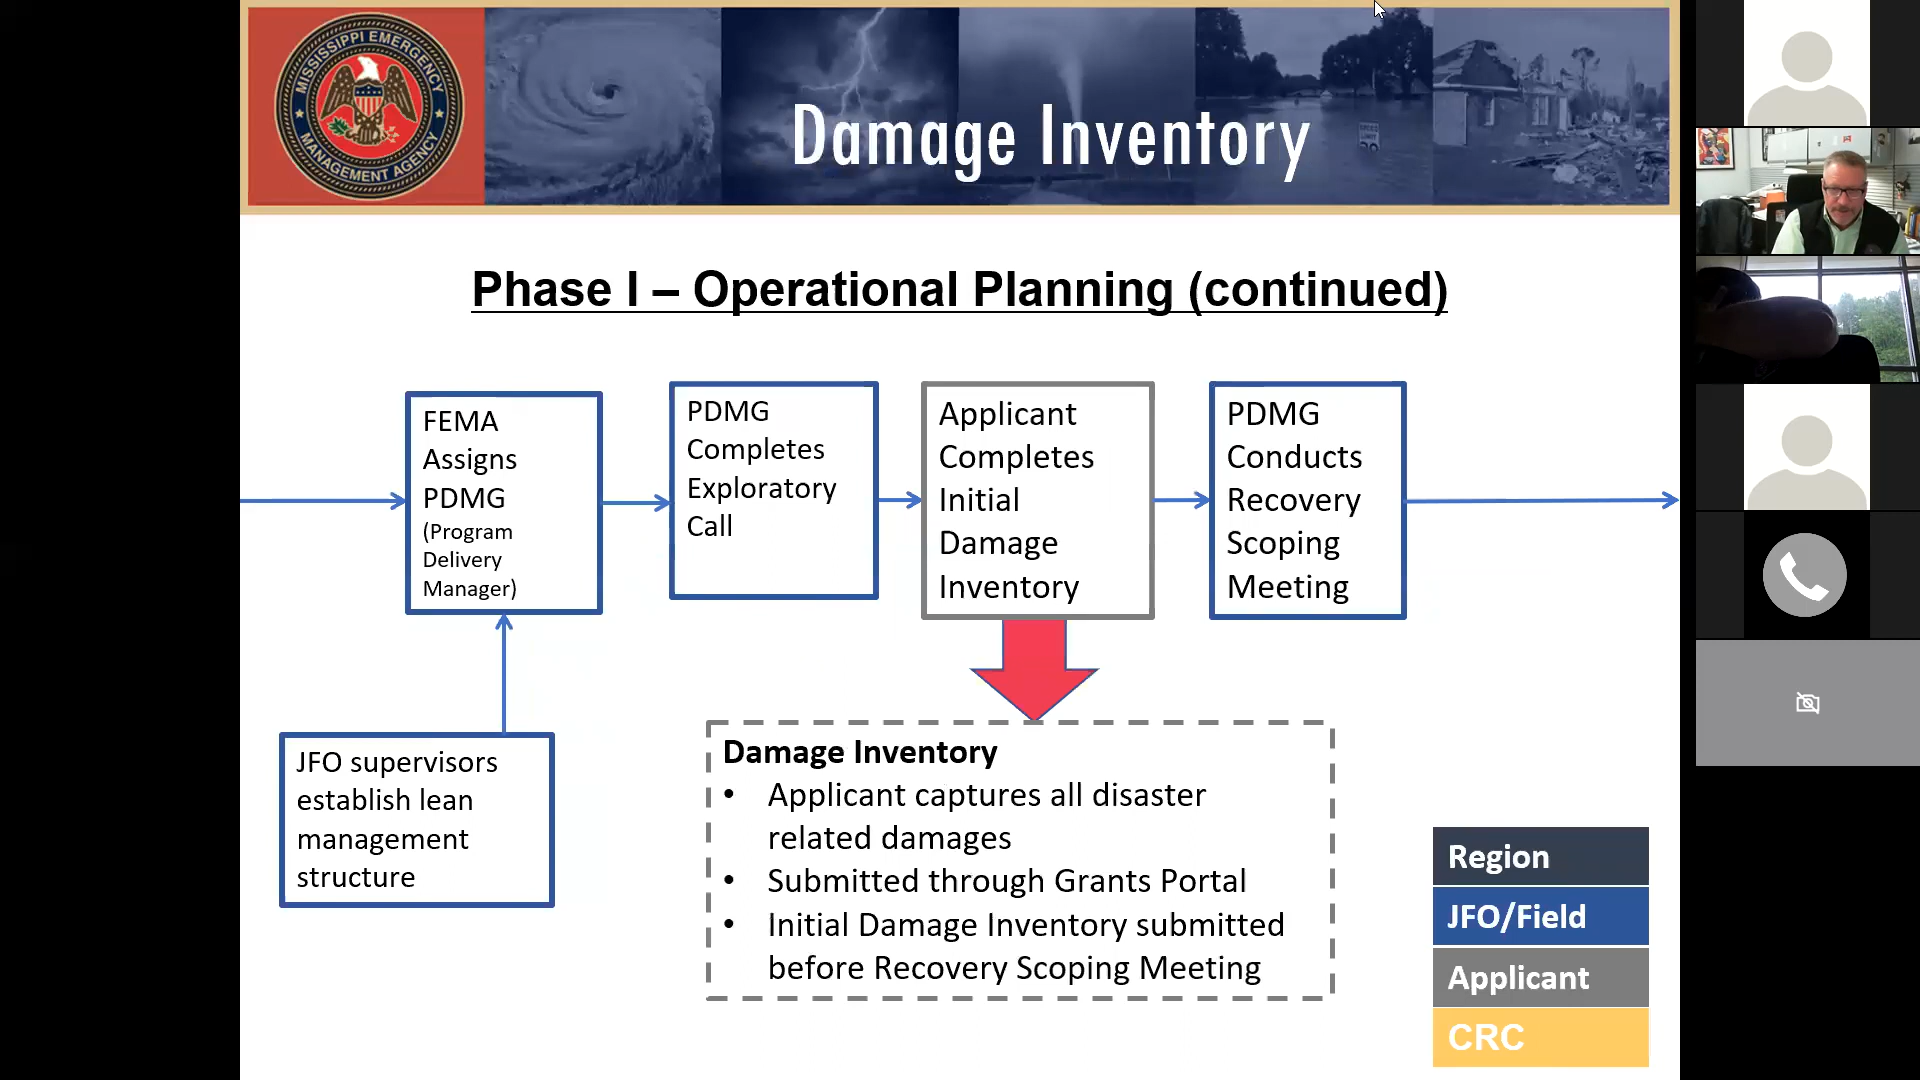 MISSISSIPPI EMERGENCY
MANAGEMENT AGENCY
Damage Inventory
Phase I – Operational Planning (continued)
FEMA
Assigns
PDMG
(Program
Delivery
Manager)
PDMG
Completes
Exploratory
Call
Applicant
Completes
Initial
Damage
Inventory
PDMG
Conducts
Recovery
Scoping
Meeting
JFO supervisors
establish lean
management
structure
Damage Inventory
• Applicant captures all disaster
related damages
• Submitted through Grants Portal
• Initial Damage Inventory submitted
before Recovery Scoping Meeting
Region
JFO/Field
Applicant
CRC